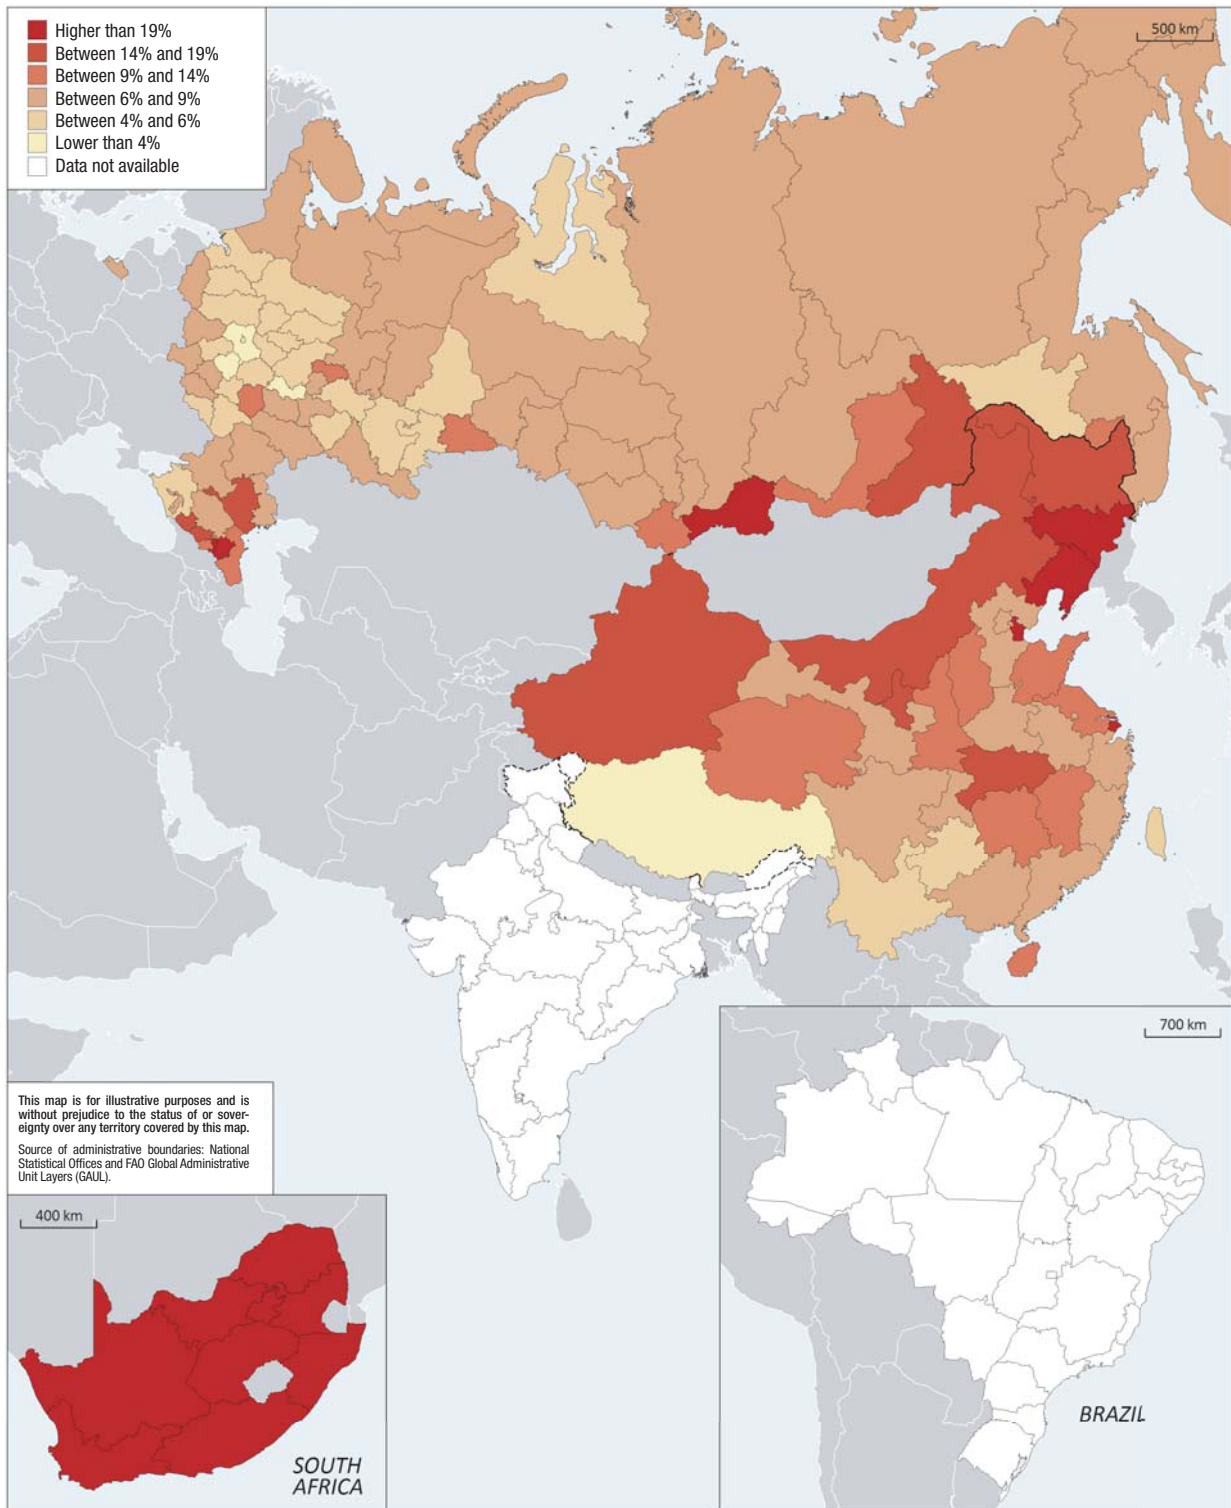 Higher than 19%
Between 14% and 19%
Between 9% and 14%
Between 6% and 9%
Between 4% and 6%
Lower than 4%
Data not available
500 km
700 km
This map is for illustrative purposes and is
without prejudice to the status of or sover-
eignty over any territory covered by this map.
Source of administrative boundaries: National
Statistical Offices and FAO Global Administrative
Unit Layers (GAUL).
400 km
SOUTH
AFRICA
BRAZIL